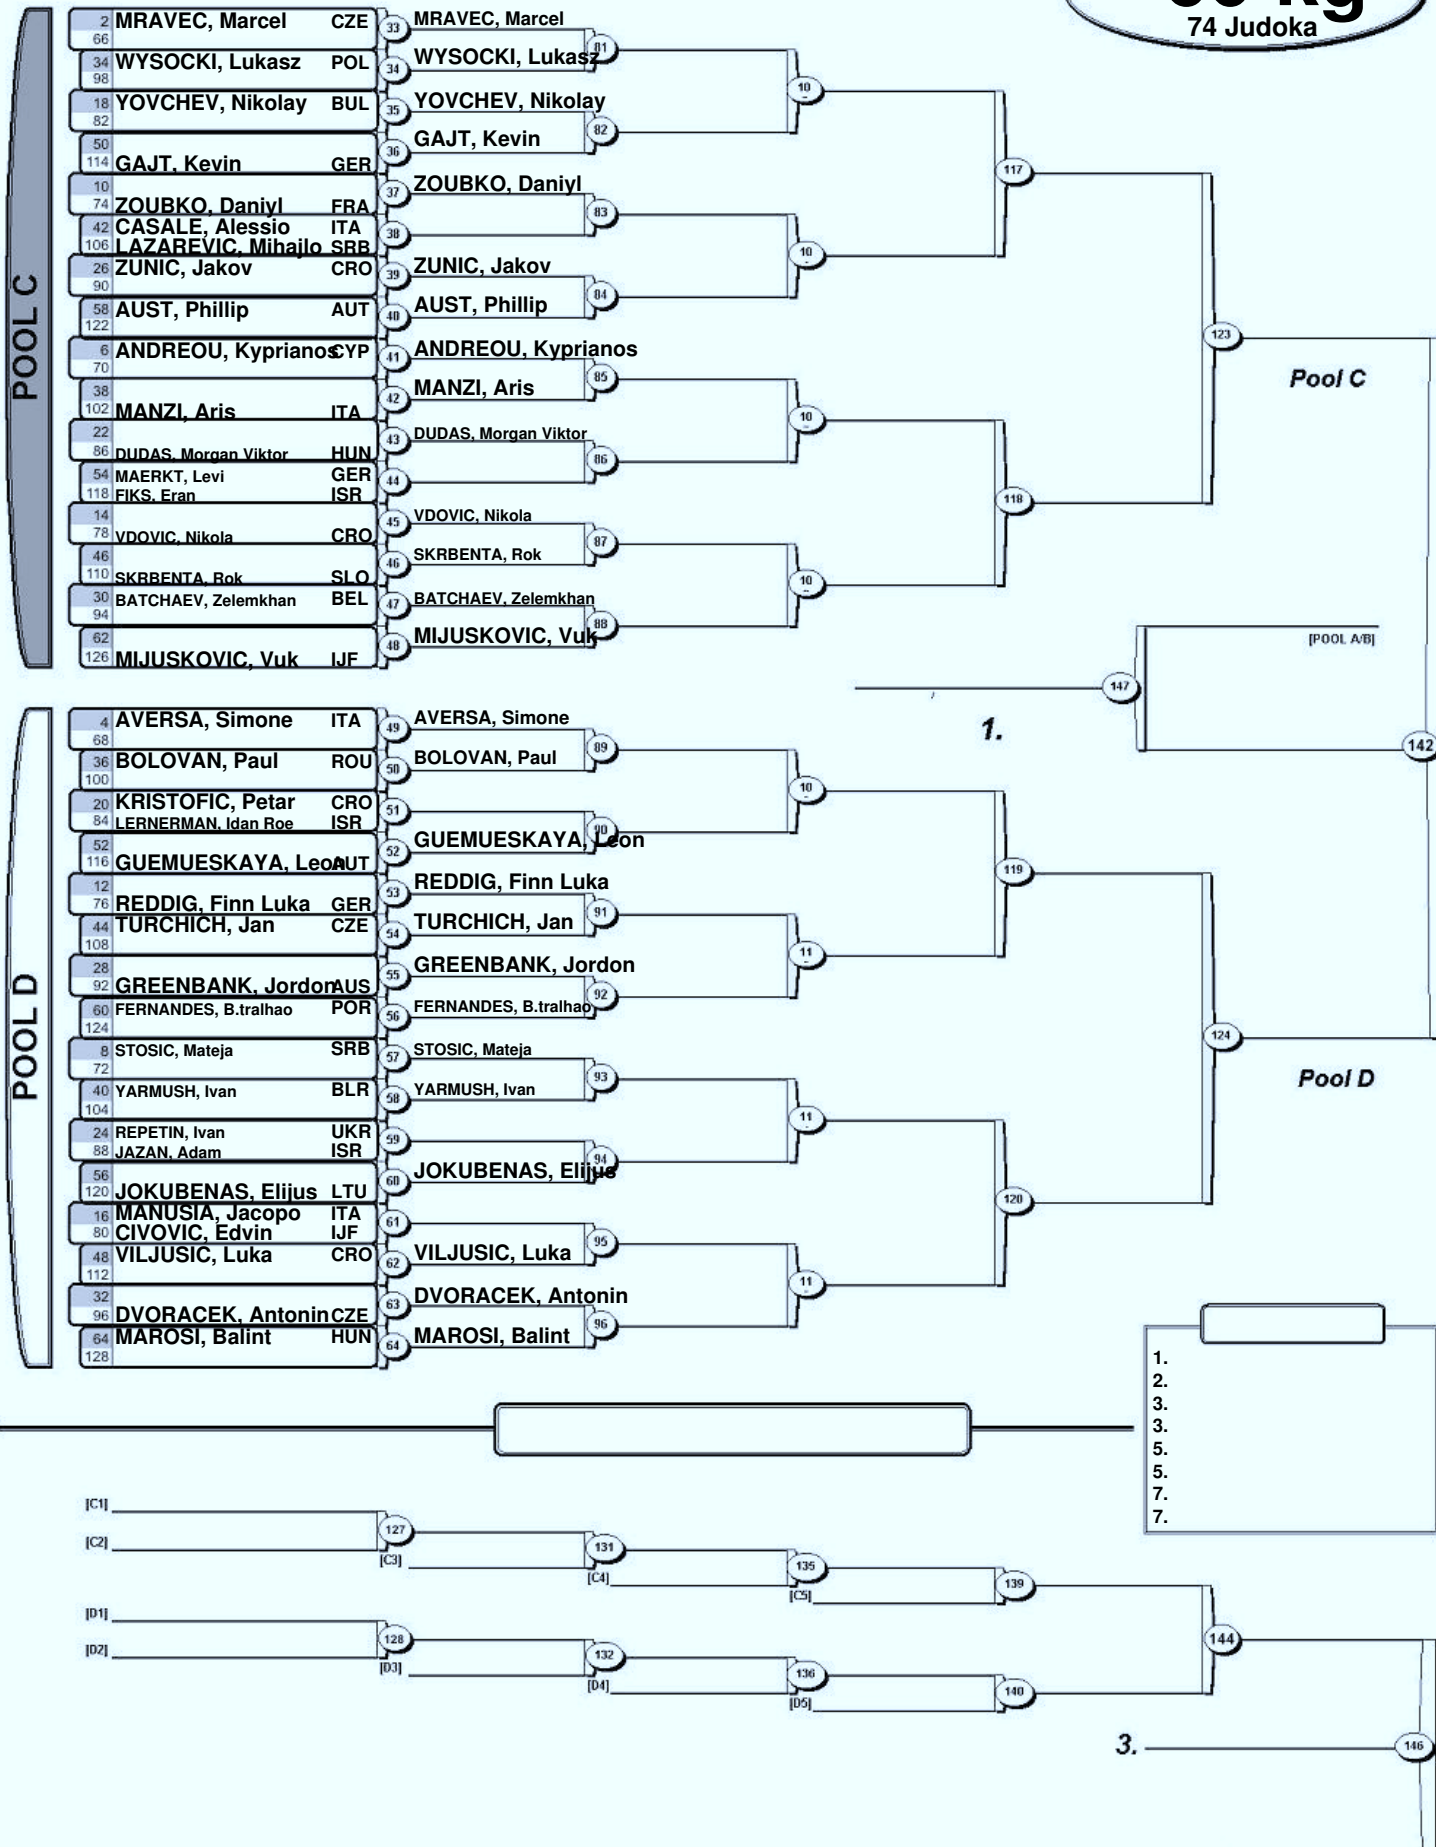 kg
74 Judoka
POOL C
2 MRAVEC, Marcel CZE 33 MRAVEC, Marcel
66
81
34 WYSOCKI, Lukasz POL 34 WYSOCKI, Lukasz
98
10
18 YOVCHEV, Nikolay BUL 35 YOVCHEV, Nikolay
82
82
50
36 GAJT, Kevin
114 GAJT, Kevin GER
117
10
37 ZOUBKO, Daniyl
74 ZOUBKO, Daniyl FRA
83
42 CASALE, Alessio ITA
38
106 LAZAREVIC, Mihajlo SRB
10
26 ZUNIC, Jakov CRO 39 ZUNIC, Jakov
90
84
58 AUST, Phillip AUT 40 AUST, Phillip
122
123
6 ANDREOU, Kyprianos CYP 41 ANDREOU, Kyprianos
70
85
Pool C
38
42 MANZI, Aris
102 MANZI, Aris ITA
10
22
43 DUDAS, Morgan Viktor
86 DUDAS, Morgan Viktor HUN
86
54 MAERKT, Levi GER
44
118 FIKS, Eran ISR
118
14
45 VDOVIC, Nikola
78 VDOVIC, Nikola CRO
87
46
46 SKRBENTA, Rok
110 SKRBENTA, Rok SLO
10
30 BATCHAEV, Zelemkhan BEL 47 BATCHAEV, Zelemkhan
94
88
62
48 MIJUSKOVIC, Vuk
126 MIJUSKOVIC, Vuk IJF
[POOL A/B]
147
1.
142
POOL D
4 AVERSA, Simone ITA 49 AVERSA, Simone
68
89
36 BOLOVAN, Paul ROU 50 BOLOVAN, Paul
100
10
20 KRISTOFIC, Petar CRO
51
84 LERNERMAN, Idan Roe ISR
90
52
52 GUEMUESKAYA, Leon
116 GUEMUESKAYA, Leon AUT
119
12
53 REDDIG, Finn Luka
76 REDDIG, Finn Luka GER
91
44 TURCHICH, Jan CZE 54 TURCHICH, Jan
108
11
28
55 GREENBANK, Jordon
92 GREENBANK, Jordon AUS
92
60 FERNANDES, B.tralhao POR 56 FERNANDES, B.tralhao
124
124
8 STOSIC, Mateja SRB 57 STOSIC, Mateja
72
93
Pool D
40 YARMUSH, Ivan BLR 58 YARMUSH, Ivan
104
11
24 REPETIN, Ivan UKR
59
88 JAZAN, Adam ISR
94
56
60 JOKUBENAS, Elijus
120 JOKUBENAS, Elijus LTU
120
16 MANUSIA, Jacopo ITA
61
80 CIVOVIC, Edvin IJF
95
48 VILJUSIC, Luka CRO 62 VILJUSIC, Luka
112
11
32
63 DVORACEK, Antonin
96 DVORACEK, Antonin CZE
96
64 MAROSI, Balint HUN 64 MAROSI, Balint
128
1.
2.
3.
3.
5.
5.
7.
7.
[C1]
127
[C2]
[C3]
131
[C4]
135
[C5]
139
[D1]
128
[D2]
[D3]
132
[D4]
136
[D5]
140
144
3.
146